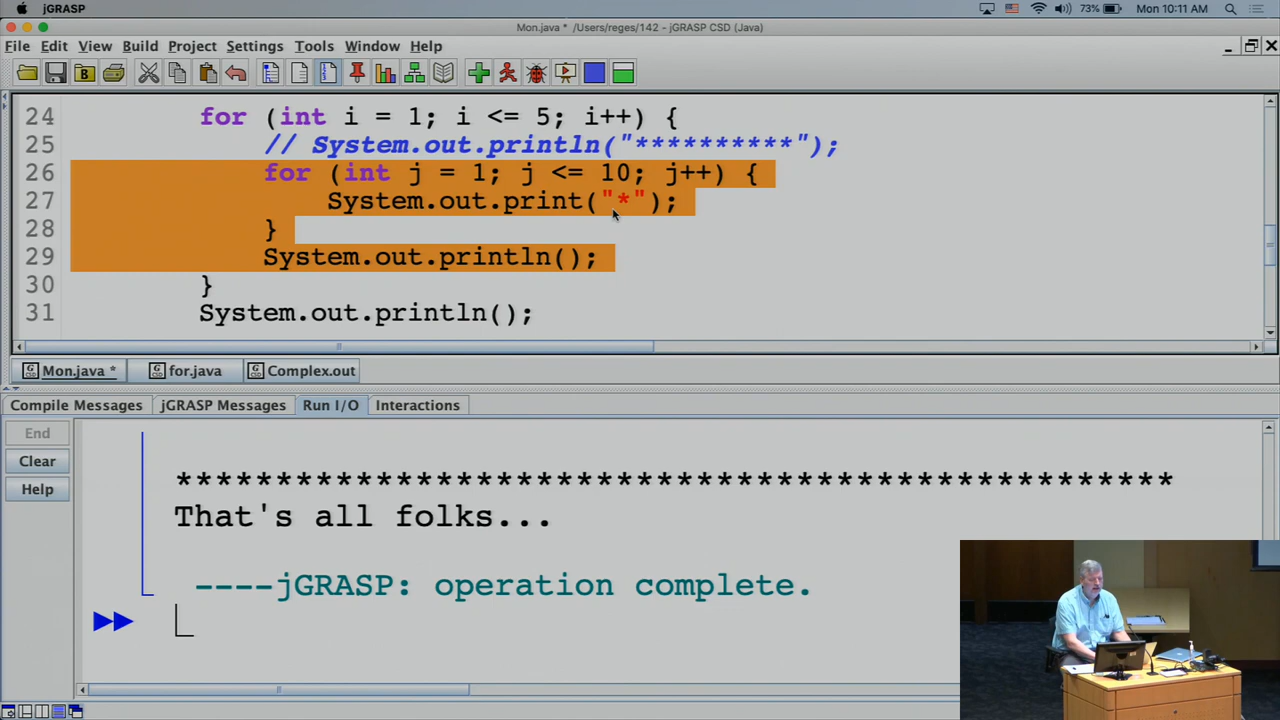 jGRASP
73%
Mon 10:11 AM
Mon.java * /Users/reges/142 - jGRASP CSD (Java)
File Edit View Build Project Settings Tools Window Help
24 for (int i = 1; i <= 5; i++) {
25 // System.out.println("**********");
26 for (int j = 1; j <= 10; j++) {
27 System.out.print("*");
28 }
29 System.out.println();
30 }
31 System.out.println();
Mon.java * for.java Complex.out
Compile Messages jGRASP Messages Run I/O Interactions
End
Clear
Help
**************************************************
That's all folks...
----jGRASP: operation complete.